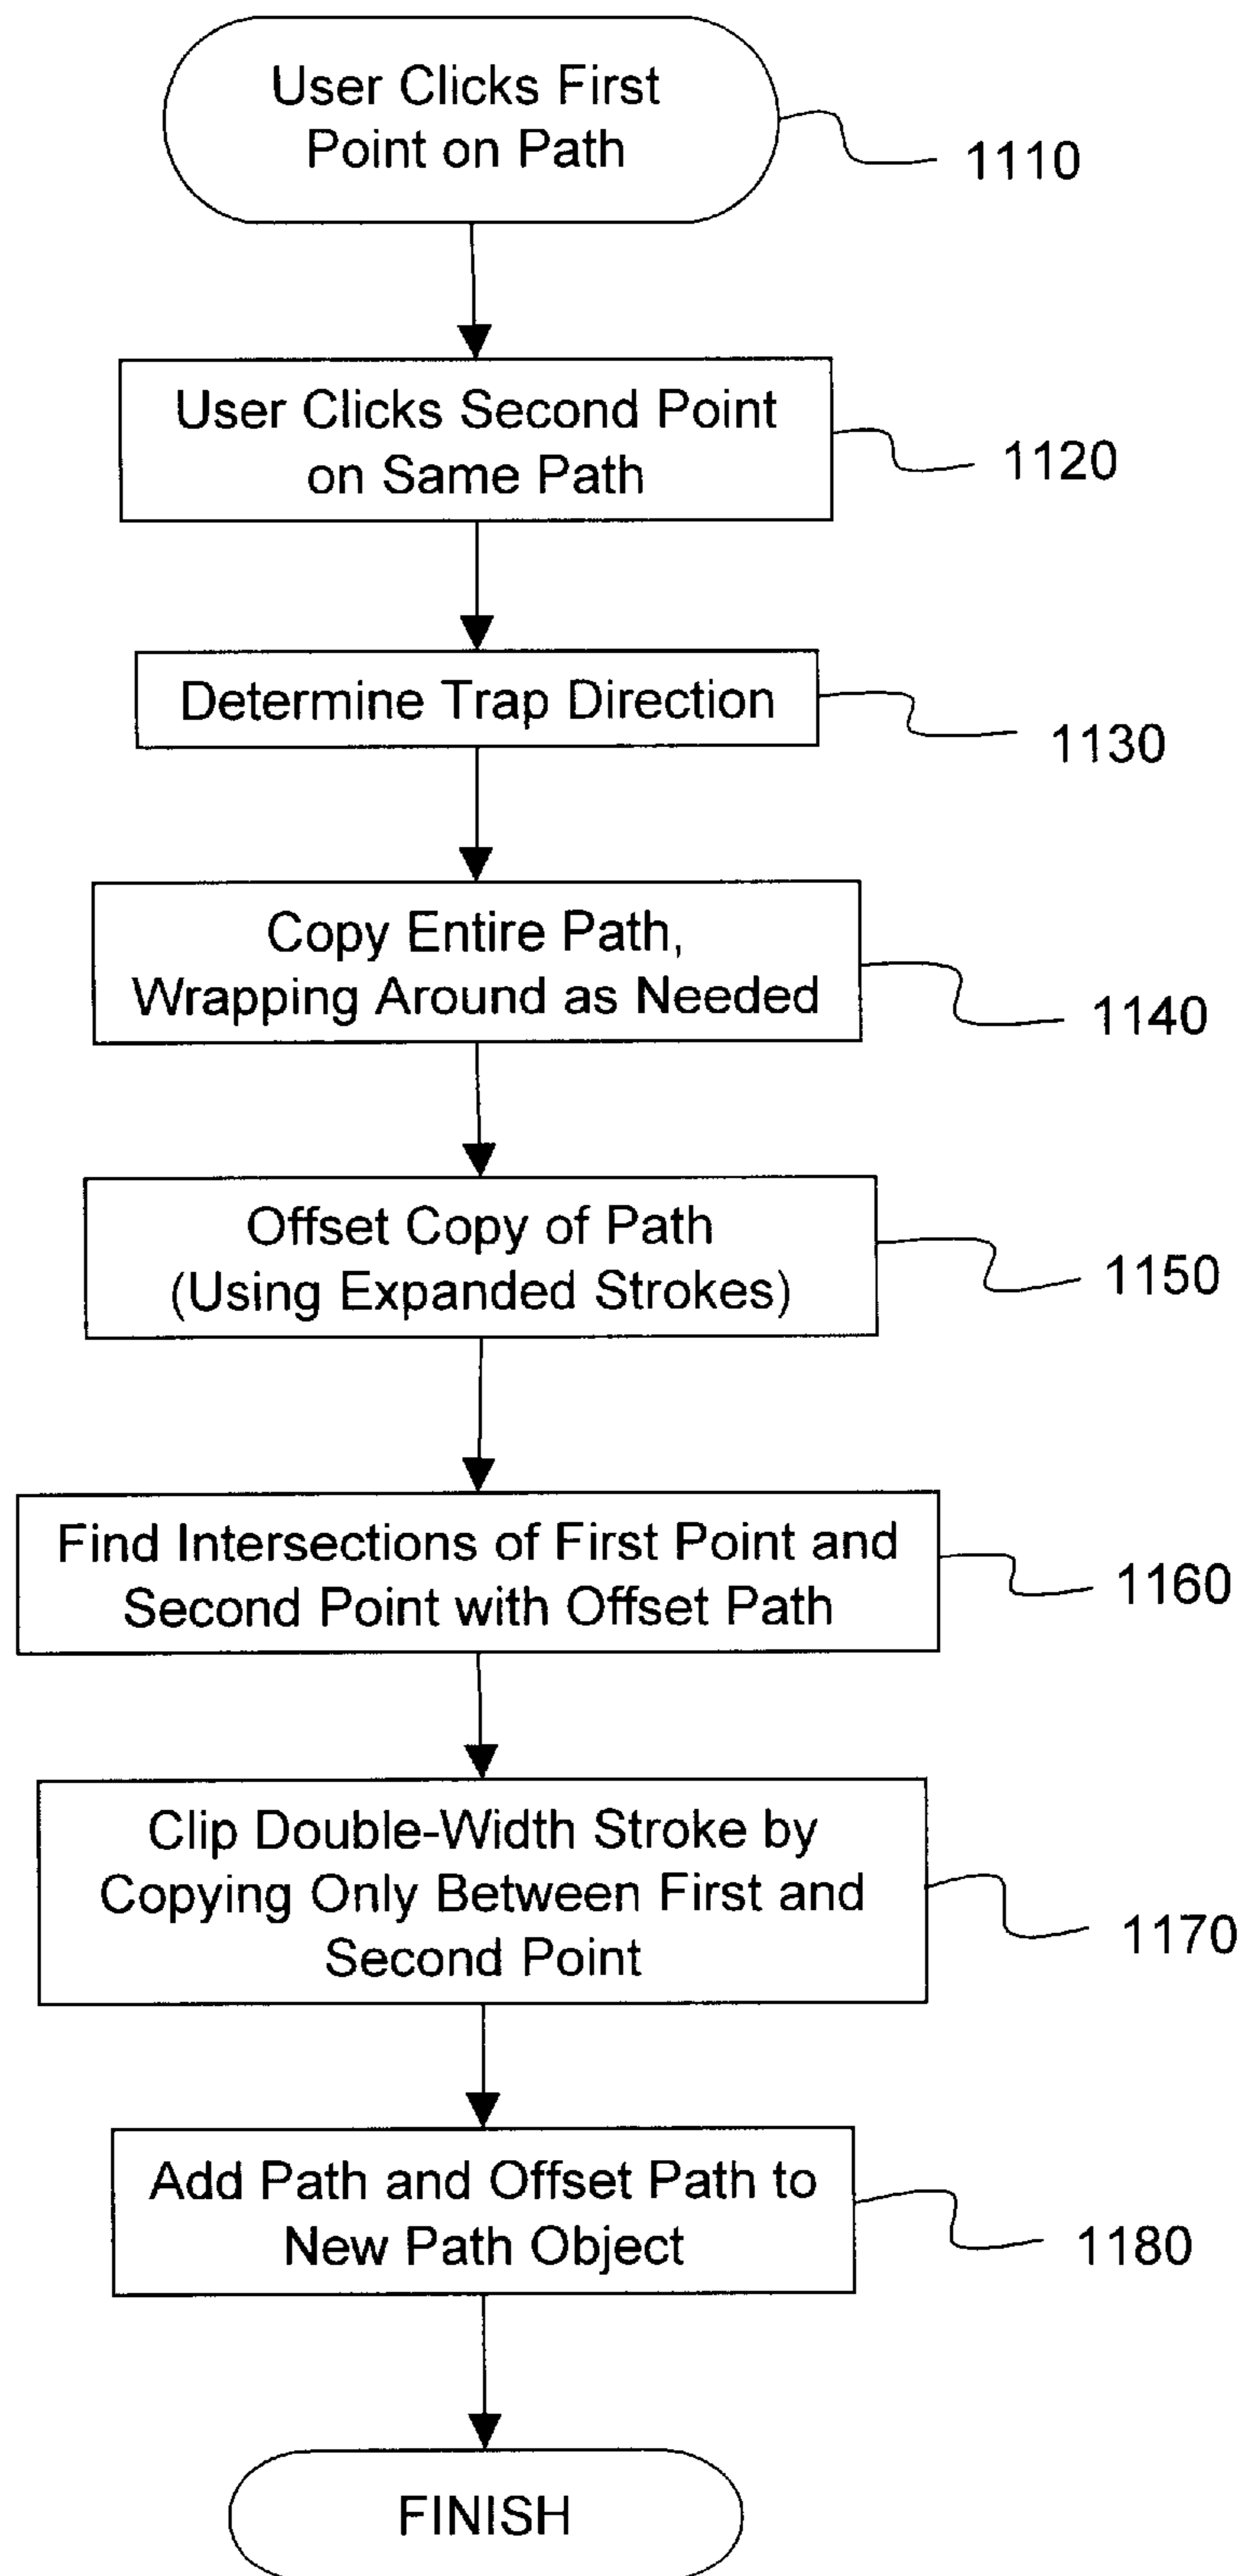 User Clicks First
Point on Path
1110
User Clicks Second Point
on Same Path
1120
Determine Trap Direction
1130
Copy Entire Path,
Wrapping Around as Needed
1140
Offset Copy of Path
(Using Expanded Strokes)
1150
Find Intersections of First Point and
Second Point with Offset Path
1160
Clip Double-Width Stroke by
Copying Only Between First and
Second Point
1170
Add Path and Offset Path to
New Path Object
1180
FINISH